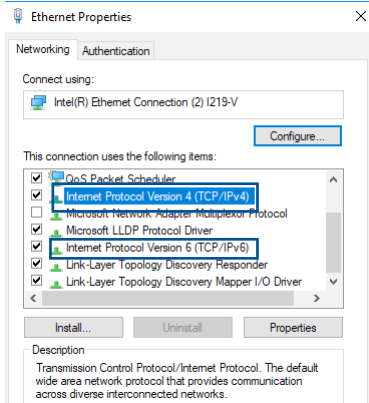 Ethernet Properties
Networking Authentication
Connect using:
Intel(R) Ethernet Connection (2) I219-V
Configure...
This connection uses the following items:
QoS Packet Scheduler
Internet Protocol Version 4 (TCP/IPv4)
Microsoft Network Adapter Multiplexor Protocol
Microsoft LLDP Protocol Driver
Internet Protocol Version 6 (TCP/IPv6)
Link-Layer Topology Discovery Responder
Link-Layer Topology Discovery Mapper I/O Driver
Install... Uninstall Properties
Description
Transmission Control Protocol/Internet Protocol. The default
wide area network protocol that provides communication
across diverse interconnected networks.